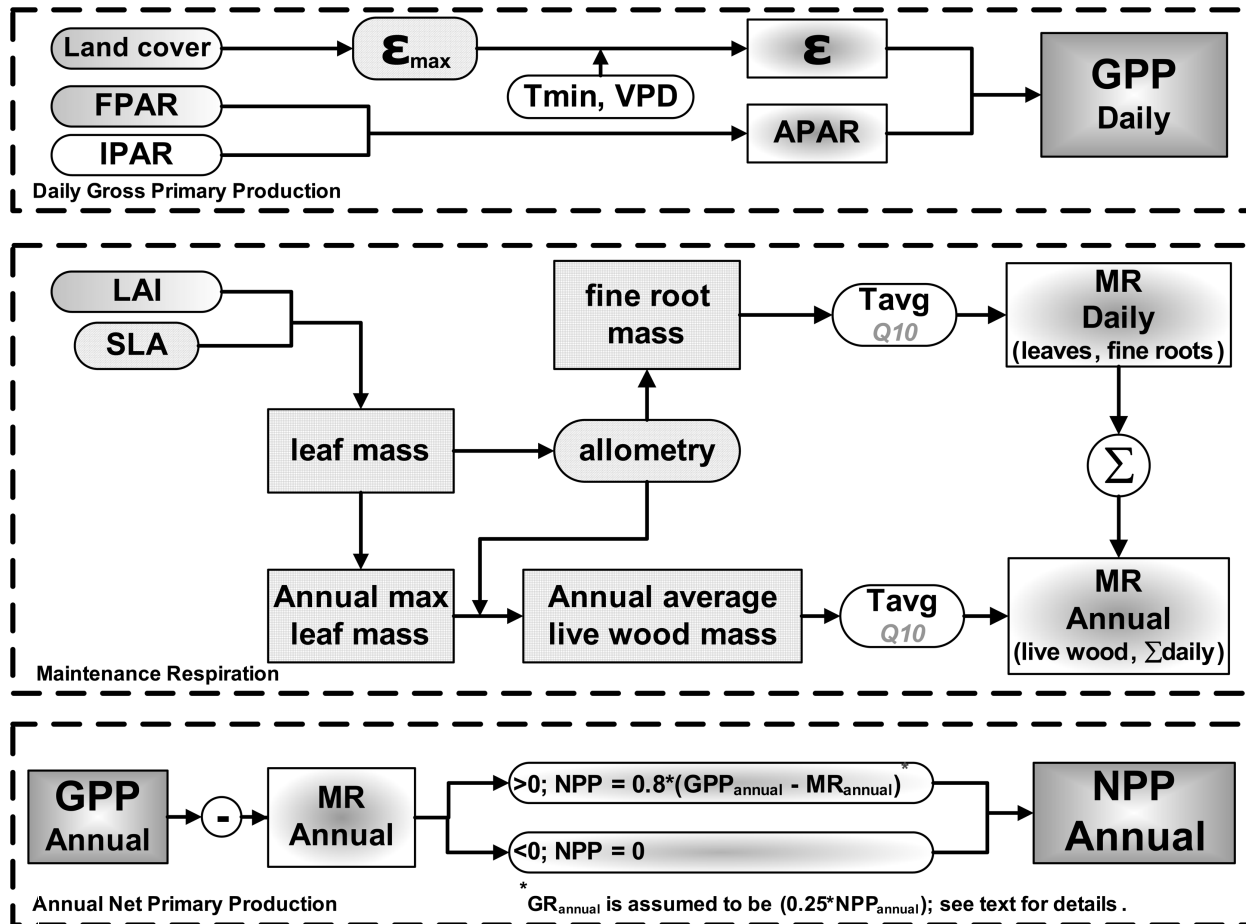 Land cover
εmax
Tmin, VPD
ε
FPAR
IPAR
APAR
GPP
Daily
Daily Gross Primary Production
LAI
SLA
leaf mass
fine root
mass
allometry
Tavg
Q10
MR
Daily
(leaves, fine roots)
Σ
Annual max
leaf mass
Annual average
live wood mass
Tavg
Q10
MR
Annual
(live wood, Σdaily)
Maintenance Respiration
GPP
Annual
-
MR
Annual
>0; NPP = 0.8*(GPPannual - MRannual)*
<0; NPP = 0
NPP
Annual
Annual Net Primary Production
*GRannual is assumed to be (0.25*NPPannual); see text for details .